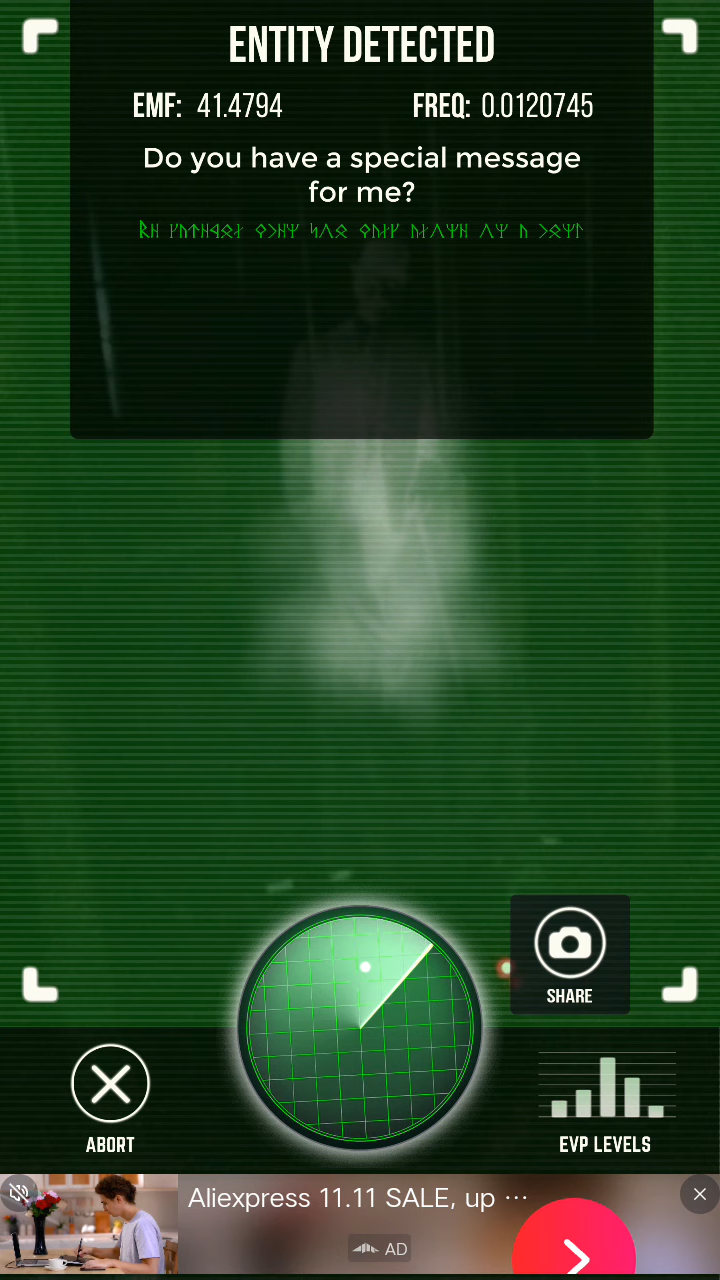 ENTITY DETECTED
EMF: 41.4794 FREQ: 0.0120745
Do you have a special message
for me?
SHARE
ABORT
EVP LEVELS
Aliexpress 11.11 SALE, up ...
AD